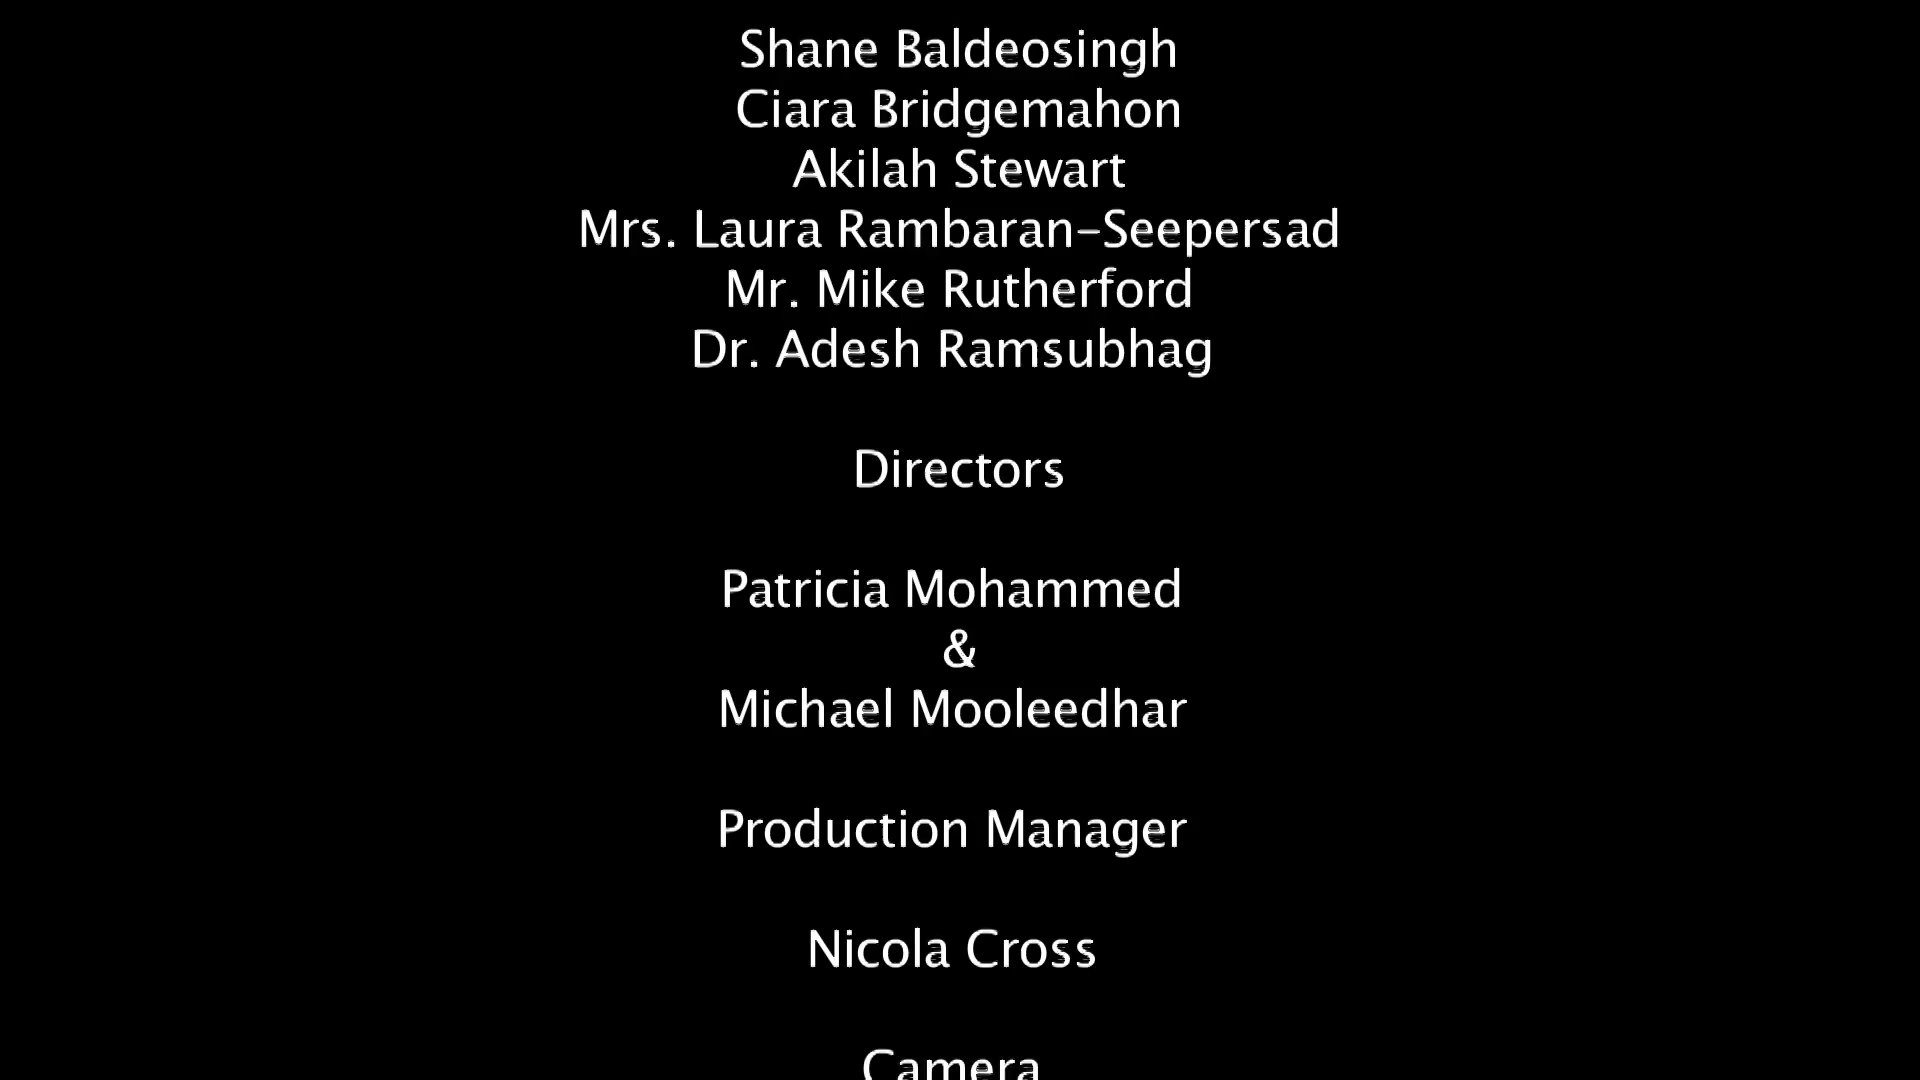 Shane Baldeosingh
Ciara Bridgemahon
Akilah Stewart
Mrs. Laura Rambaran-Seepersad
Mr. Mike Rutherford
Dr. Adesh Ramsubhag
Directors
Patricia Mohammed
&
Michael Mooleedhar
Production Manager
Nicola Cross
Camera